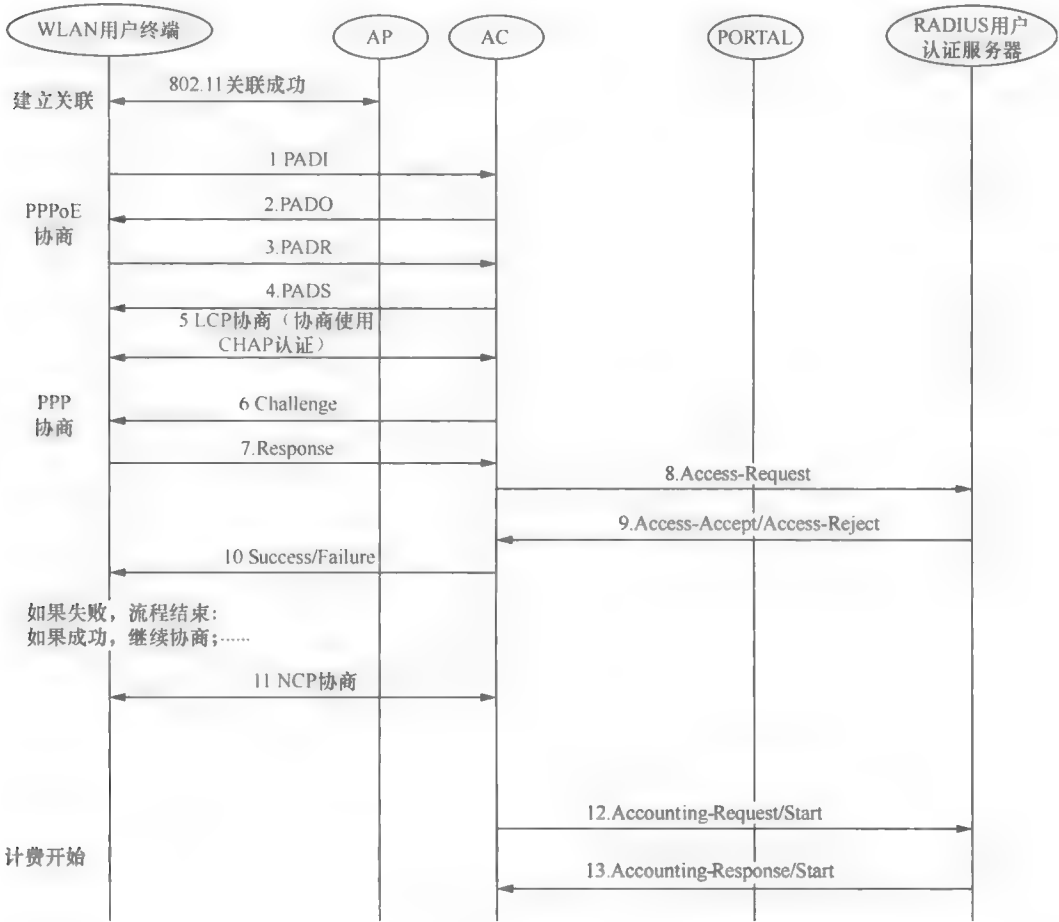 WLAN用户终端
AP
AC
PORTAL
RADIUS用户
认证服务器
802.11关联成功
建立关联
1 PADI
PPPoE
协商
2.PADO
3.PADR
4.PADS
5 LCP协商（协商使用
CHAP认证）
PPP
协商
6 Challenge
7.Response
8.Access-Request
9.Access-Accept/Access-Reject
10 Success/Failure
如果失败，流程结束:
如果成功，继续协商;……
11 NCP协商
12.Accounting-Request/Start
计费开始
13.Accounting-Response/Start